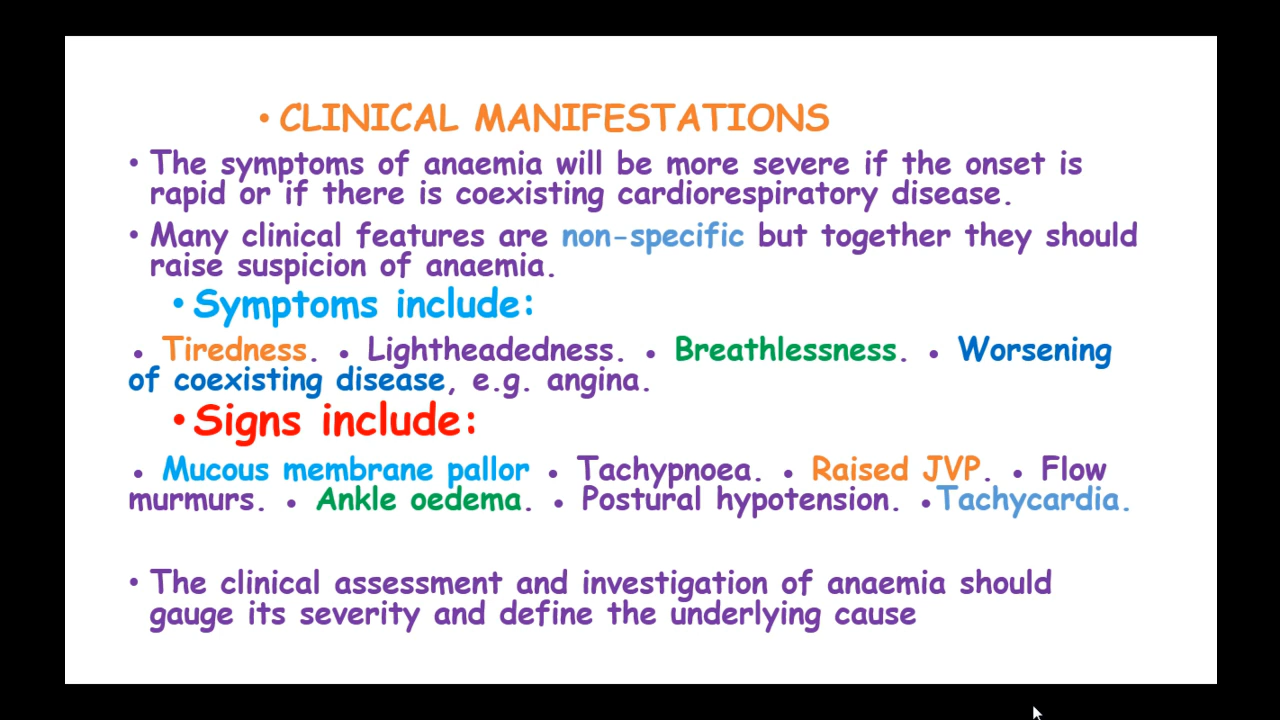 • CLINICAL MANIFESTATIONS
• The symptoms of anaemia will be more severe if the onset is
rapid or if there is coexisting cardiorespiratory disease.
• Many clinical features are non-specific but together they should
raise suspicion of anaemia.
• Symptoms include:
• Tiredness. • Lightheadedness. • Breathlessness. • Worsening
of coexisting disease, e.g. angina.
• Signs include:
• Mucous membrane pallor • Tachypnoea. • Raised JVP. • Flow
murmurs. • Ankle oedema. • Postural hypotension. •Tachycardia.
• The clinical assessment and investigation of anaemia should
gauge its severity and define the underlying cause